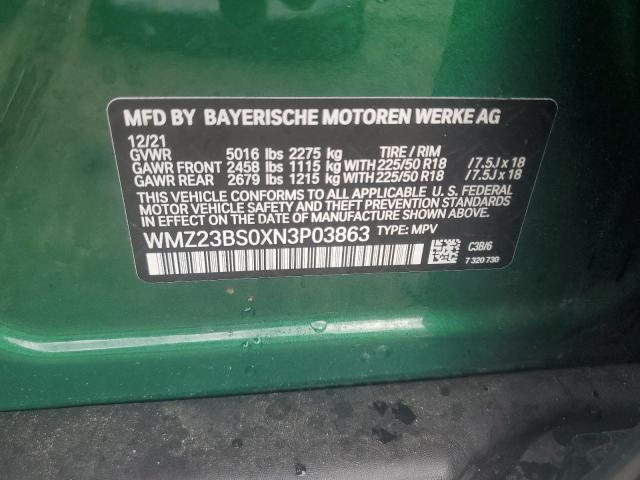 MFD BY BAYERISCHE MOTOREN WERKE AG
12/21
GVWR 5016 lbs 2275 kg TIRE / RIM
GAWR FRONT 2458 lbs 1115 kg WITH 225/50 R18 /7.5J x 18
GAWR REAR 2679 lbs 1215 kg WITH 225/50 R18 /7.5J x 18
THIS VEHICLE CONFORMS TO ALL APPLICABLE U. S. FEDERAL
MOTOR VEHICLE SAFETY AND THEFT PREVENTION STANDARDS
IN EFFECT ON THE DATE OF MANUFACTURE SHOWN ABOVE.
WMZ23BS0XN3P03863 TYPE: MPV
C3B/6
7 320 730